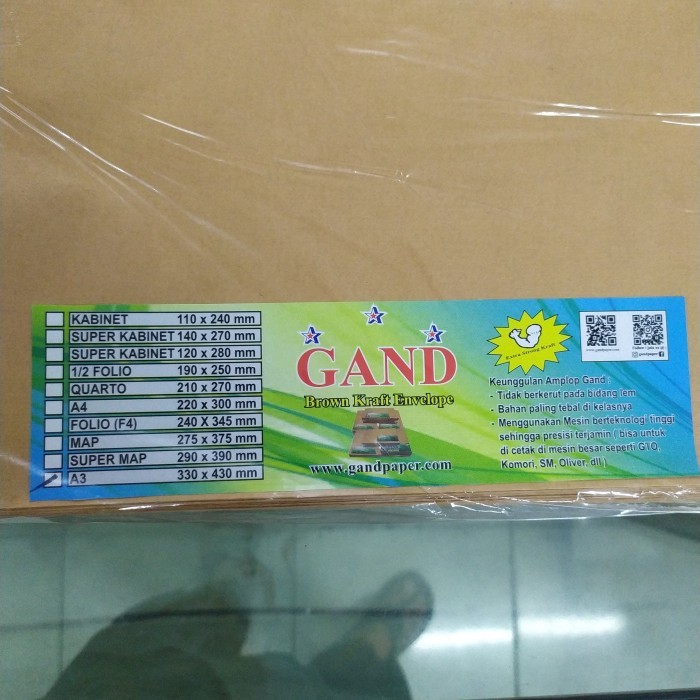 KABINET 110 x 240 mm
SUPER KABINET 140 x 270 mm
SUPER KABINET 120 x 280 mm
1/2 FOLIO 190 x 250 mm
QUARTO 210 x 270 mm
A4 220 x 300 mm
FOLIO (F4) 240 X 345 mm
MAP 275 x 375 mm
SUPER MAP 290 x 390 mm
A3 330 x 430 mm
GAND
Brown Kraft Envelope
www.gandpaper.com
Extra Strong Kraft
www.gandpaper.com
gandpaper
Keunggulan Amplop Gand :
- Tidak berkerut pada bidang lem
- Bahan paling tebal di kelasnya
- Menggunakan Mesin berteknologi tinggi
sehingga presisi terjamin ( bisa untuk
di cetak di mesin besar seperti GTO,
Komori, SM, Oliver, dll )